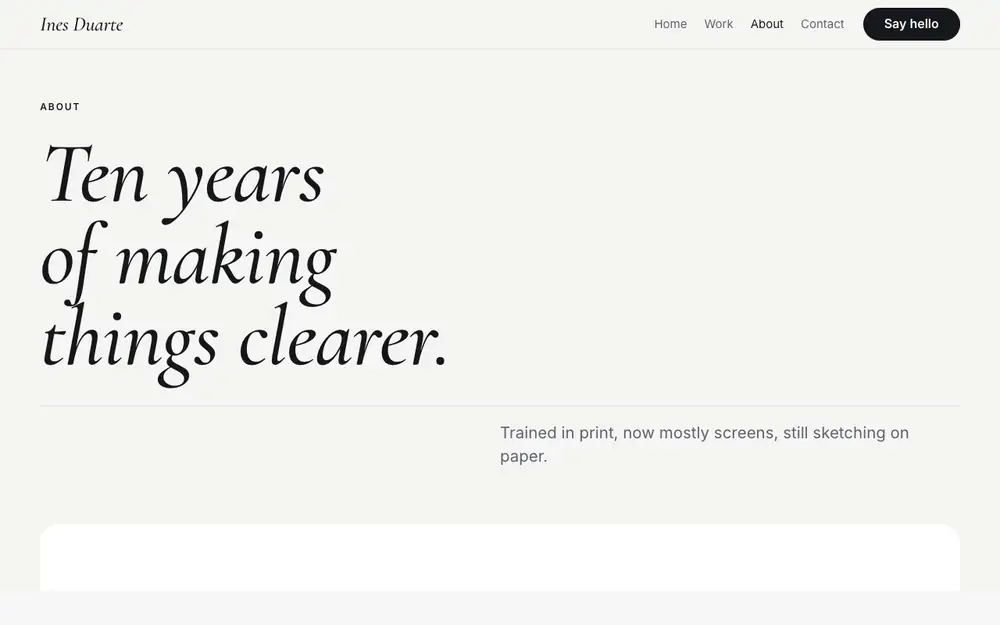 Ines Duarte
Home
Work
About
Contact
Say hello
ABOUT
Ten years
of making
things clearer.
Trained in print, now mostly screens, still sketching on
paper.